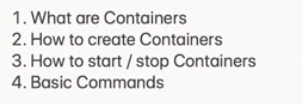 1. What are Containers
2. How to create Containers
3. How to start / stop Containers
4. Basic Commands